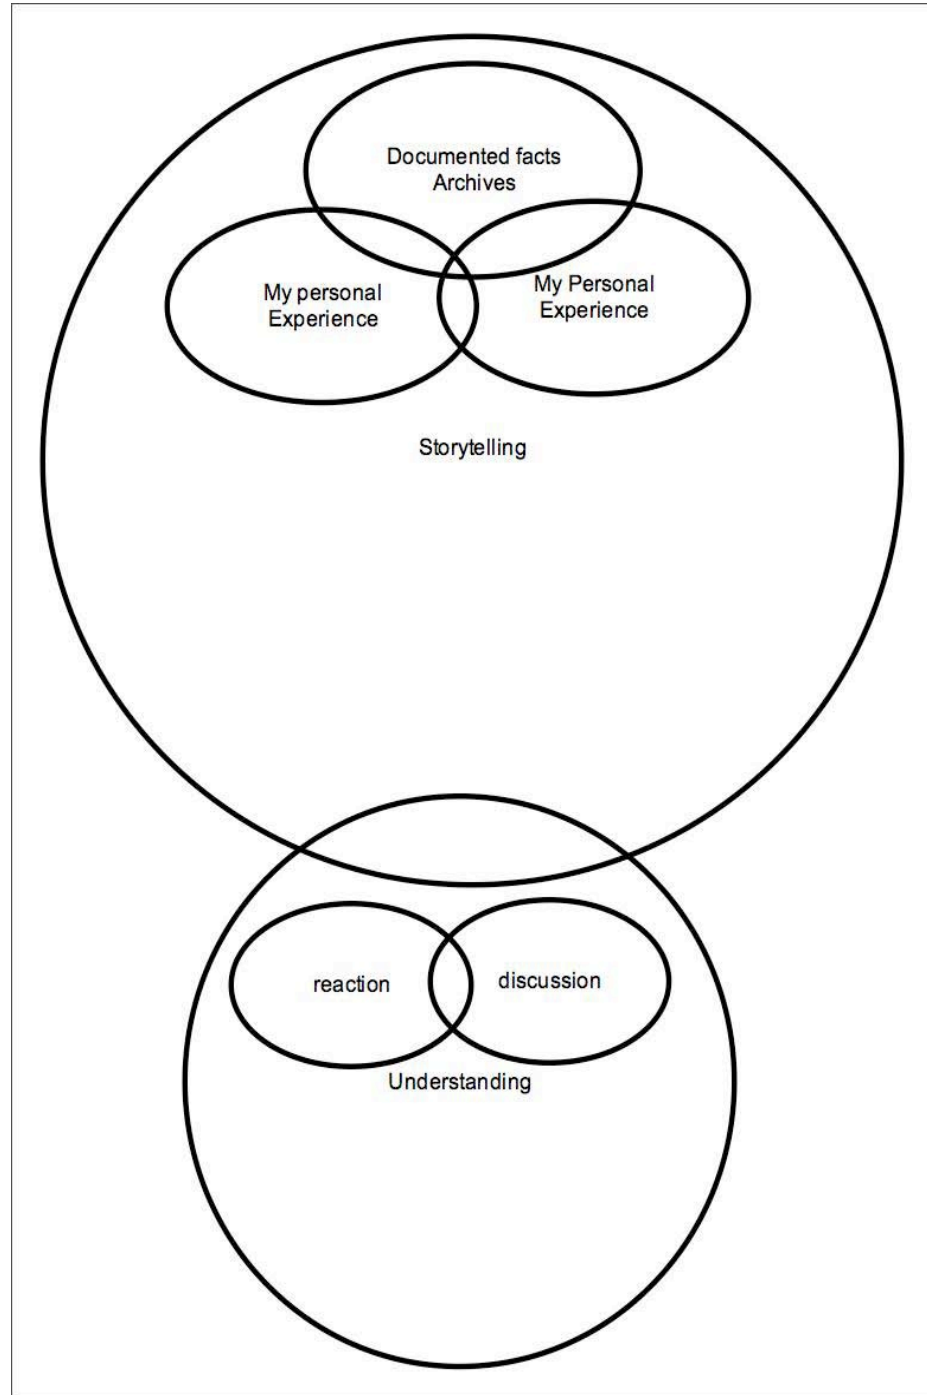 Documented facts
Archives
My personal
Experience
My Personal
Experience
Storytelling
reaction
discussion
Understanding